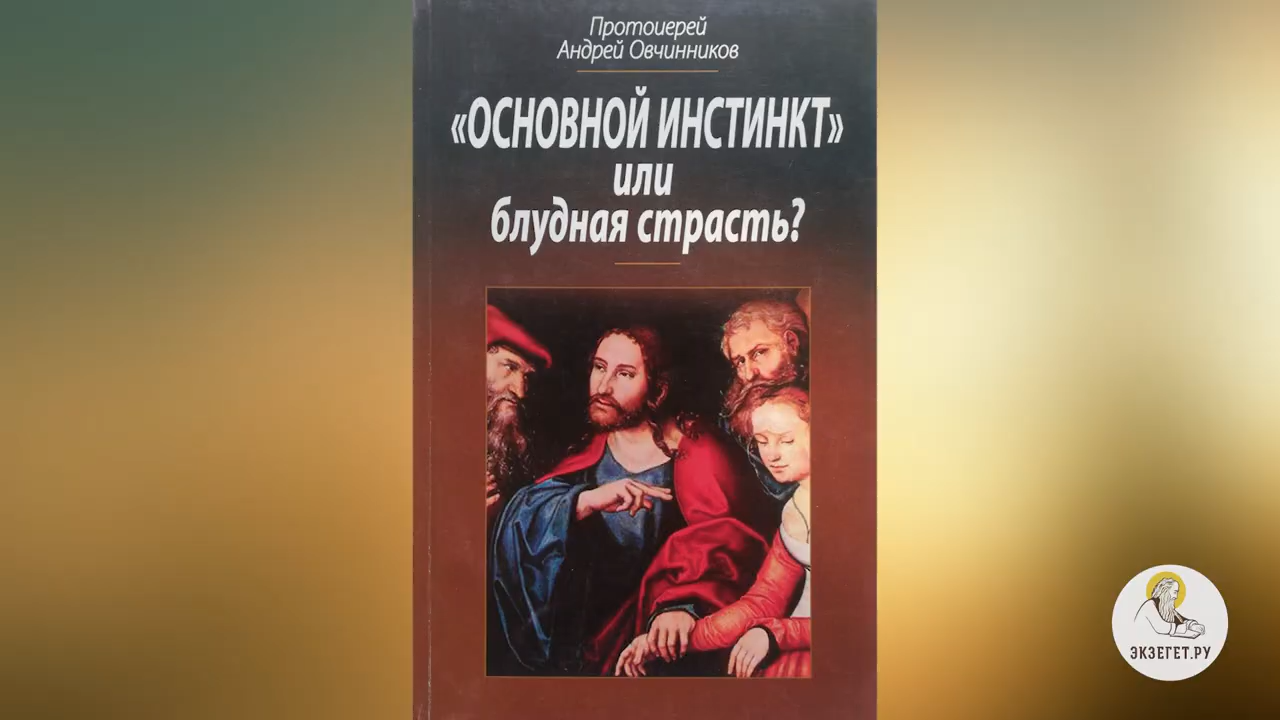 Протоиерей
Андрей Овчинников
«ОСНОВНОЙ ИНСТИНКТ»
или
блудная страсть?
ЭКЗЕГЕТ.РУ